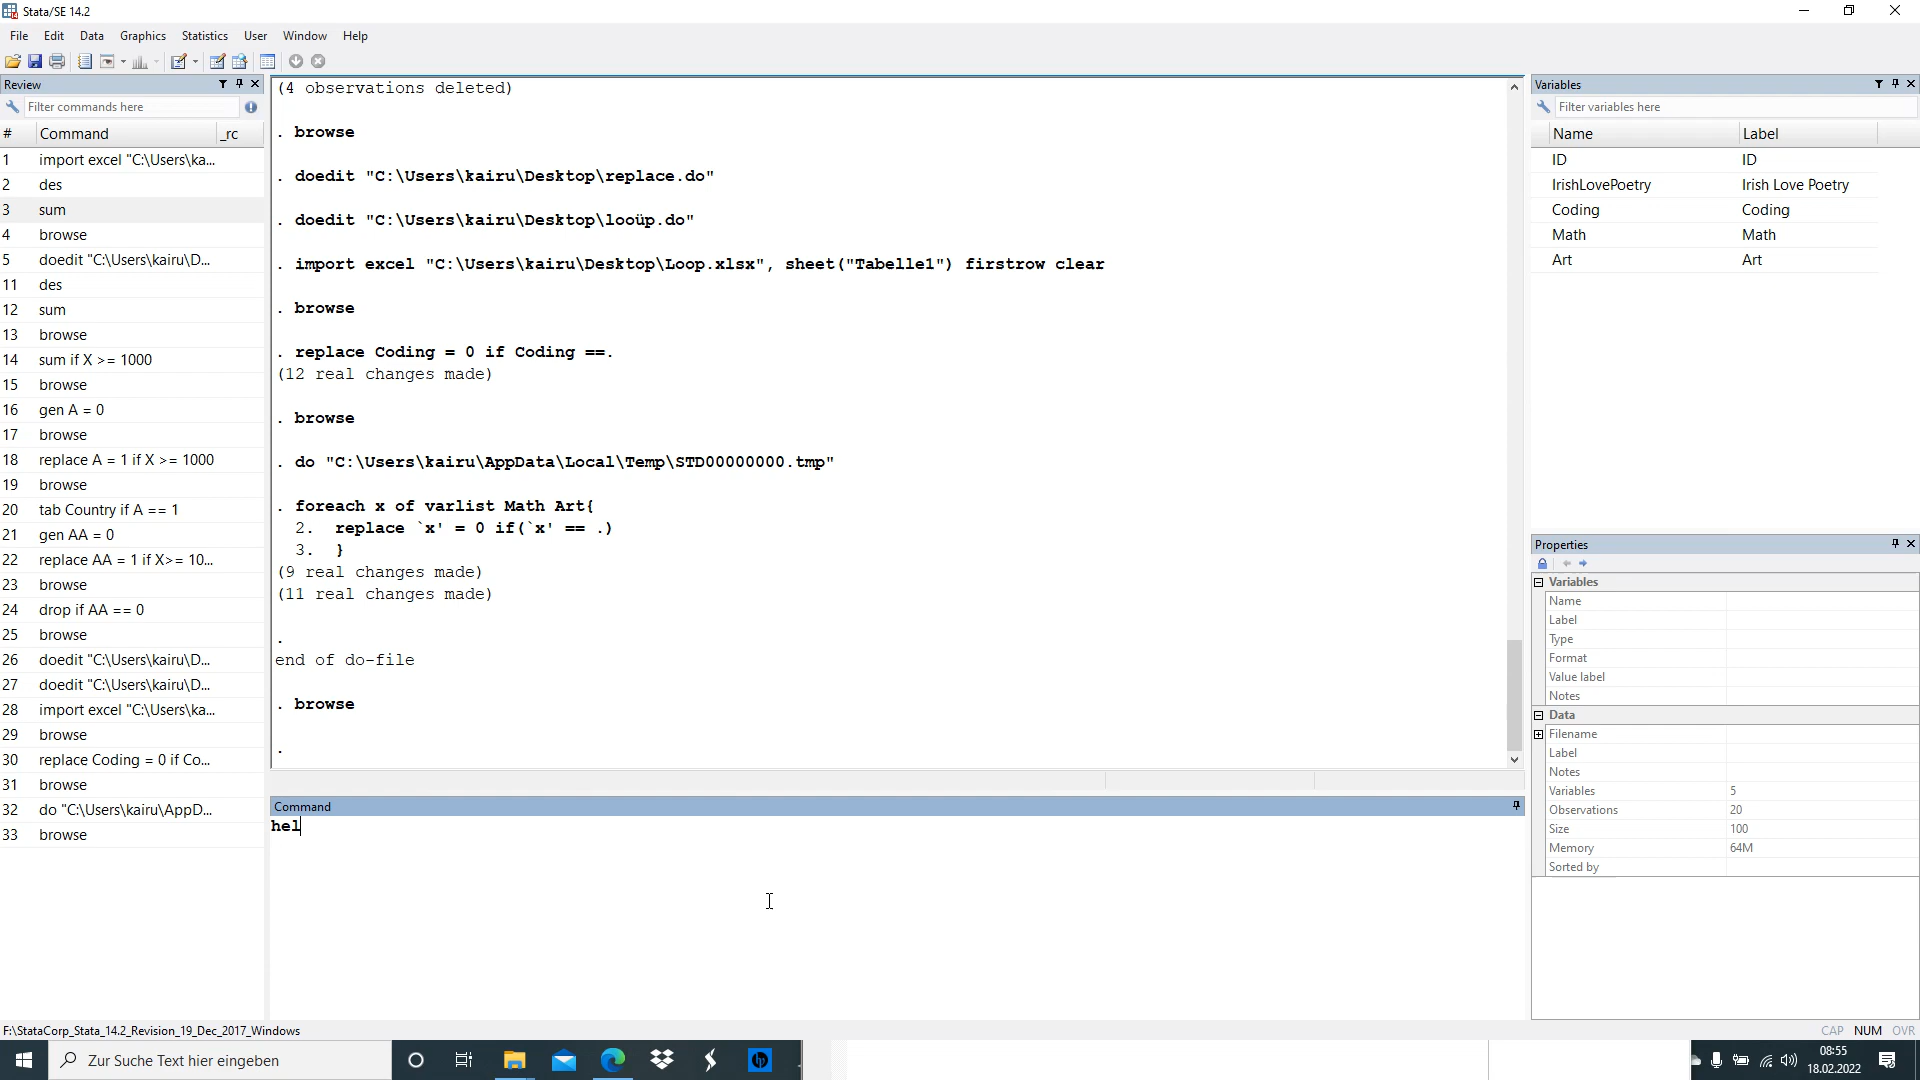 Stata/SE 14.2
File Edit Data Graphics Statistics User Window Help
Review
Filter commands here
# Command _rc
1 import excel "C:\Users\ka...
2 des
3 sum
4 browse
5 doedit "C:\Users\kairu\D...
11 des
12 sum
13 browse
14 sum if X >= 1000
15 browse
16 gen A = 0
17 browse
18 replace A = 1 if X >= 1000
19 browse
20 tab Country if A == 1
21 gen AA = 0
22 replace AA = 1 if X>= 10...
23 browse
24 drop if AA == 0
25 browse
26 doedit "C:\Users\kairu\D...
27 doedit "C:\Users\kairu\D...
28 import excel "C:\Users\ka...
29 browse
30 replace Coding = 0 if Co...
31 browse
32 do "C:\Users\kairu\AppD...
33 browse
(4 observations deleted)
. browse
. doedit "C:\Users\kairu\Desktop\replace.do"
. doedit "C:\Users\kairu\Desktop\looüp.do"
. import excel "C:\Users\kairu\Desktop\Loop.xlsx", sheet("Tabelle1") firstrow clear
. browse
. replace Coding = 0 if Coding ==.
(12 real changes made)
. browse
. do "C:\Users\kairu\AppData\Local\Temp\STD00000000.tmp"
. foreach x of varlist Math Art{
2. replace `x' = 0 if(`x' == .)
3. }
(9 real changes made)
(11 real changes made)
.
end of do-file
. browse
.
Command
hel
Variables
Filter variables here
Name Label
ID ID
IrishLovePoetry Irish Love Poetry
Coding Coding
Math Math
Art Art
Properties
Variables
Name
Label
Type
Format
Value label
Notes
Data
Filename
Label
Notes
Variables 5
Observations 20
Size 100
Memory 64M
Sorted by
F:\StataCorp_Stata_14.2_Revision_19_Dec_2017_Windows
CAP NUM OVR
Zur Suche Text hier eingeben
hp
08:55
18.02.2022